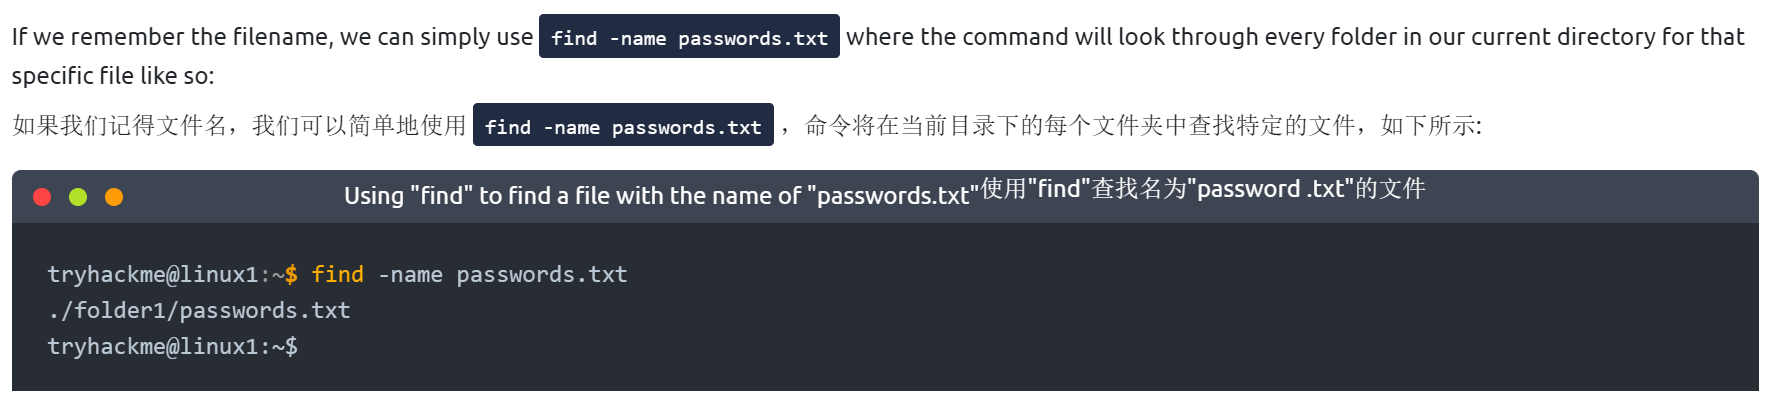 If we remember the filename, we can simply use find -name passwords.txt where the command will look through every folder in our current directory for that
specific file like so:
如果我们记得文件名，我们可以简单地使用 find -name passwords.txt ，命令将在当前目录下的每个文件夹中查找特定的文件，如下所示:
Using "find" to find a file with the name of "passwords.txt"使用"find"查找名为"password .txt"的文件
tryhackme@linux1:~$ find -name passwords.txt
./folder1/passwords.txt
tryhackme@linux1:~$